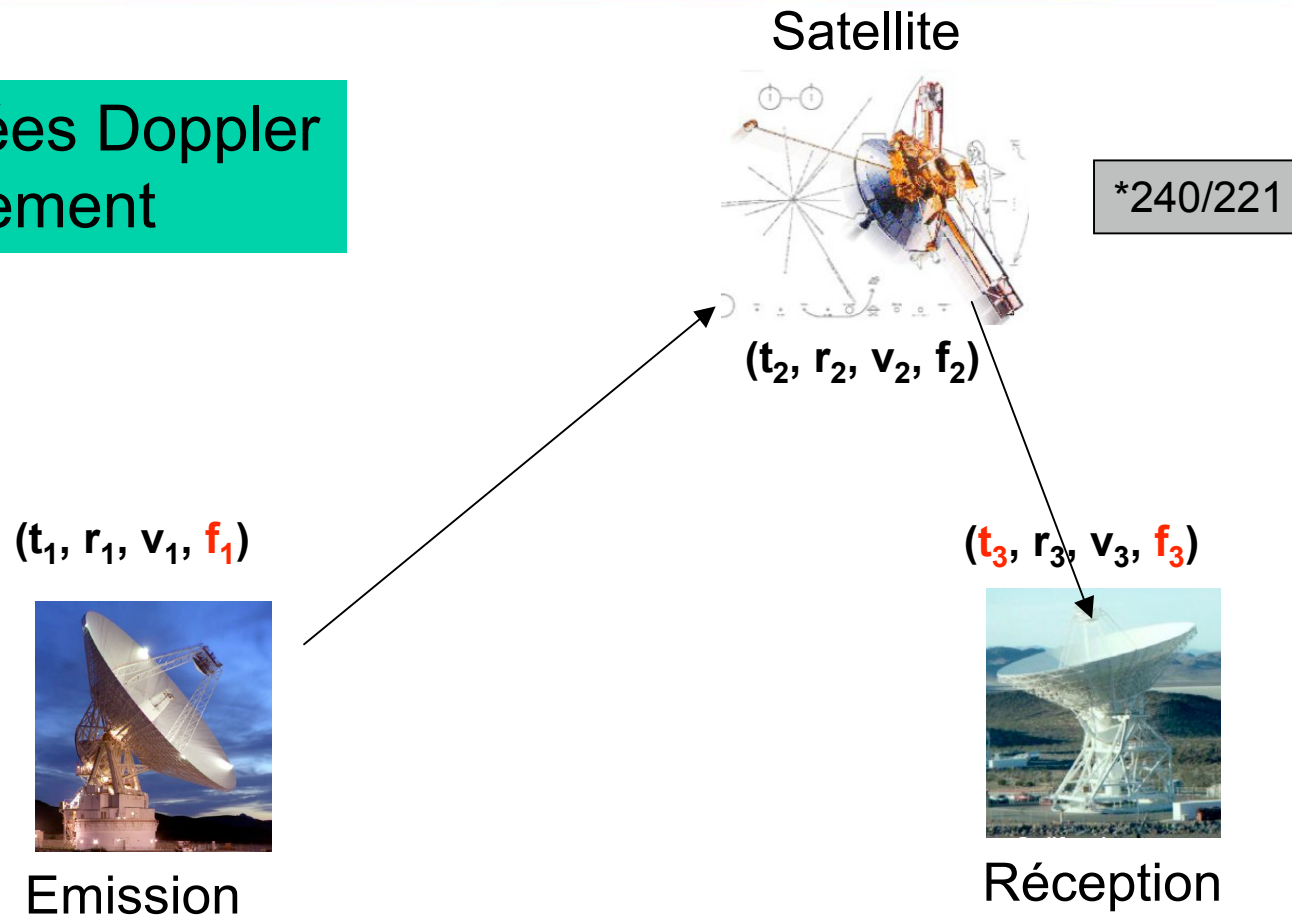 Satellite
ées Doppler
ement
*240/221
(t₂, r₂, v₂, f₂)
(t₁, r₁, v₁, f₁)
(t₃, r₃, v₃, f₃)
Emission
Réception